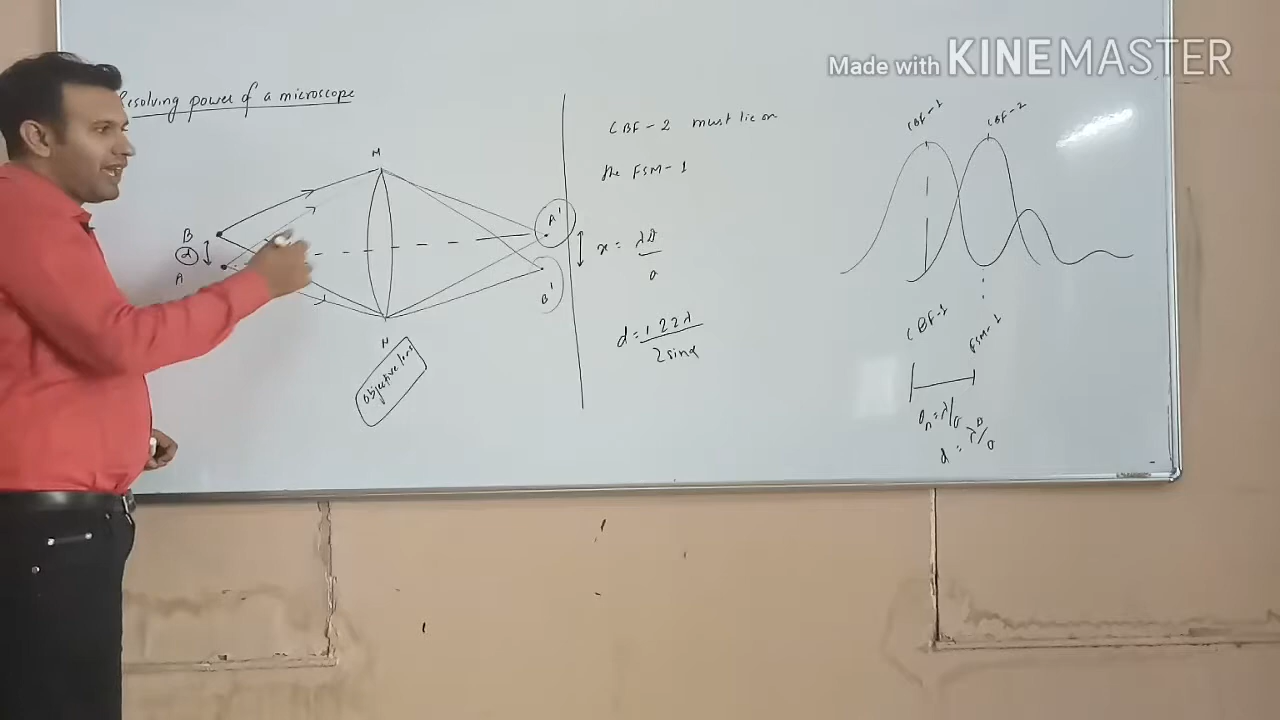 Made with KINEMASTER
Resolving power of a microscope
M
B
d
A
A'
B'
N
Objective lens
CBF-2 must lie on
the FSM-1
x = λD/a
d = 1.22λ/2sinα
CBF-1
CBF-2
CBF-1
FSM-1
θn = λ/a
d = λD/a